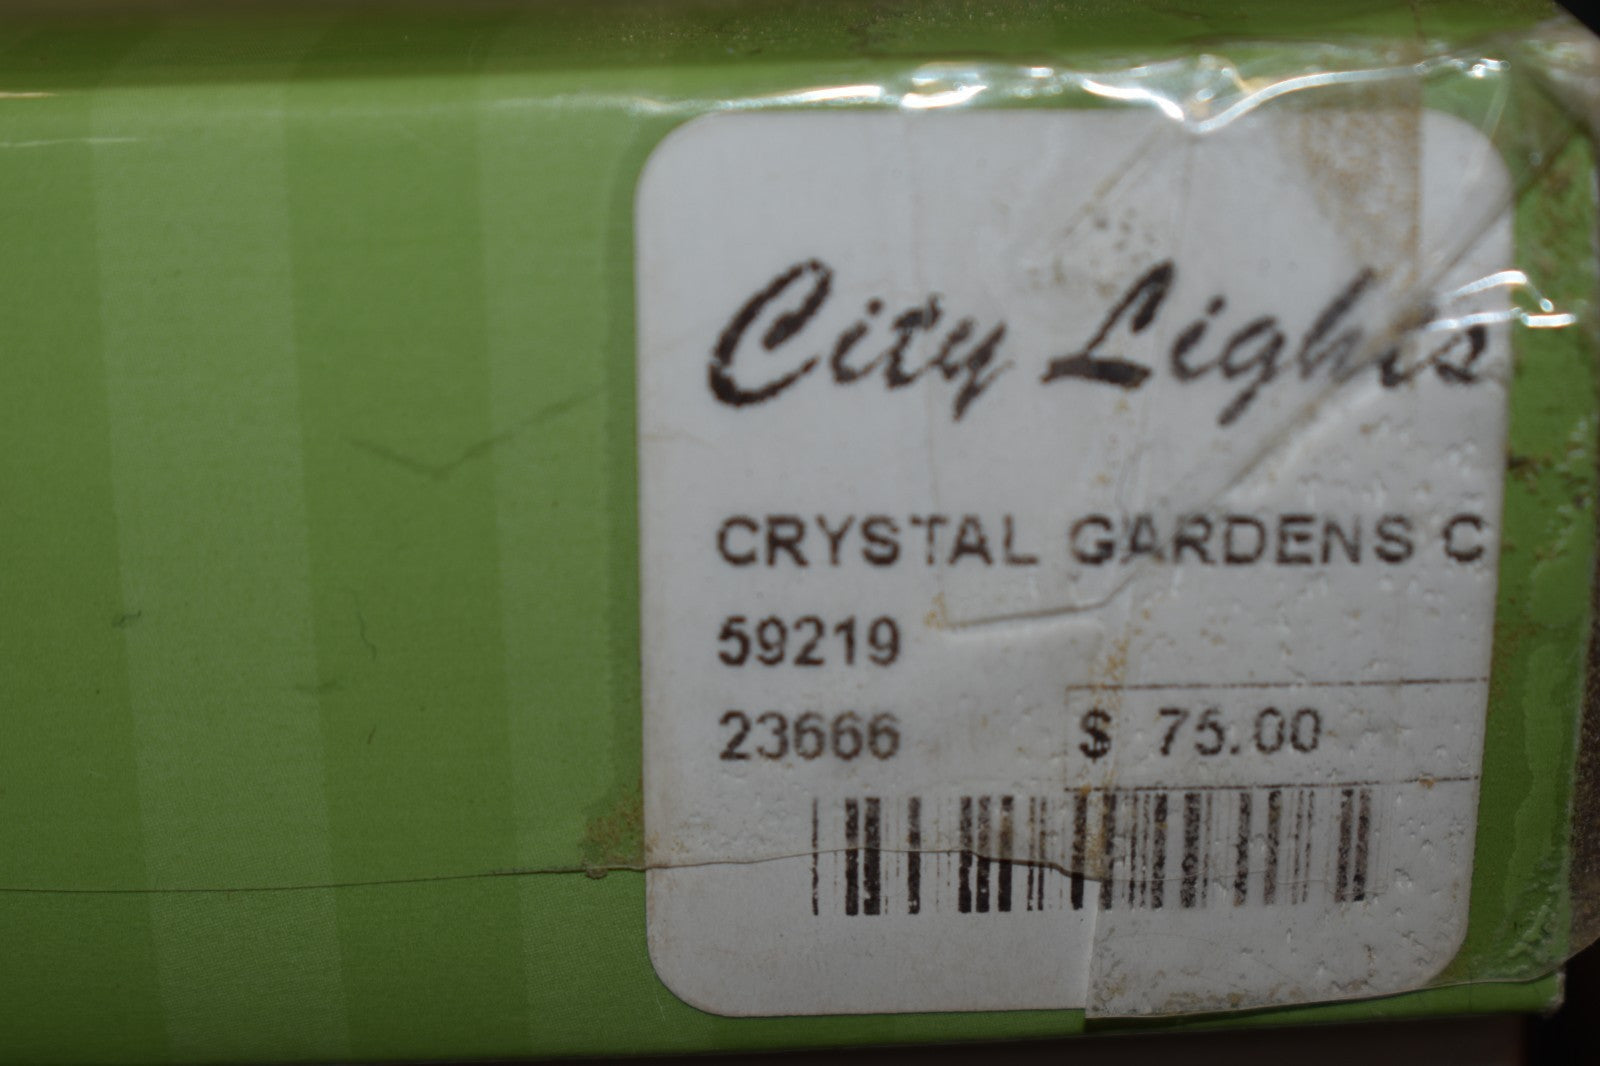 City Lights
CRYSTAL GARDENS C
59219
23666 $ 75.00